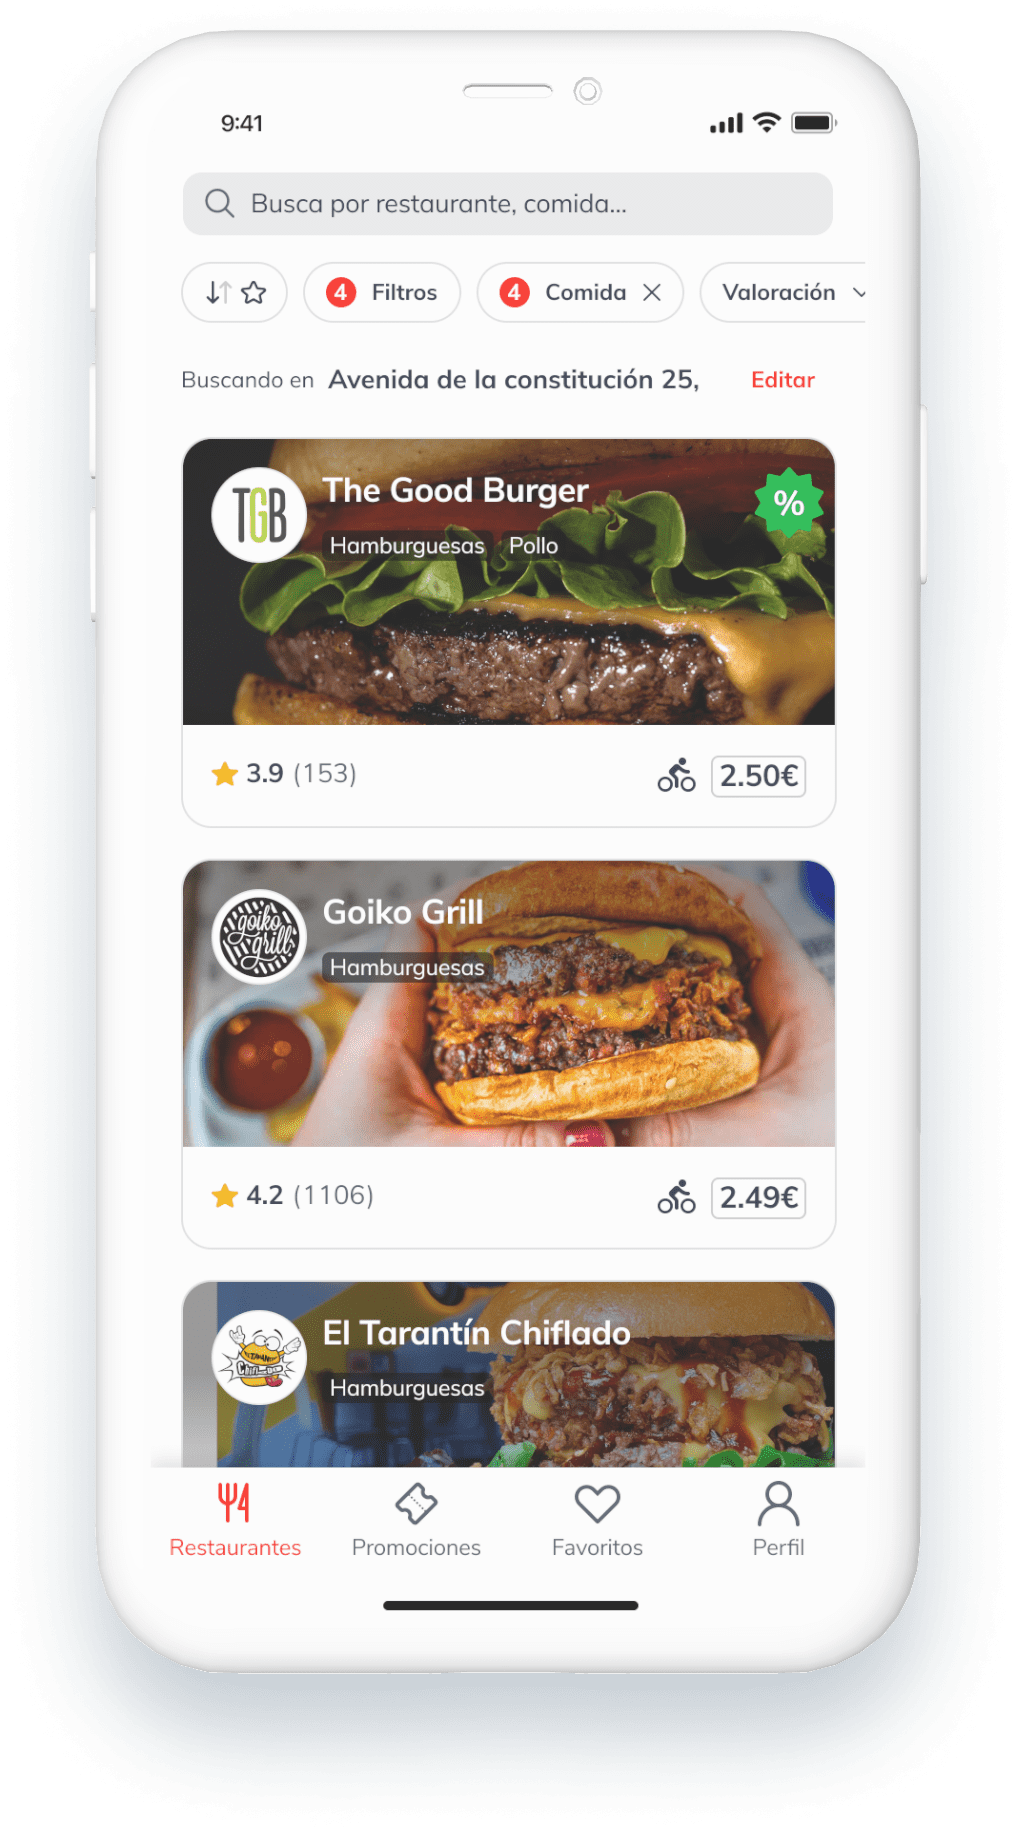 9:41
Busca por restaurante, comida...
4 Filtros 4 Comida Valoración
Buscando en Avenida de la constitución 25, Editar
TGB
The Good Burger
%
Hamburguesas Pollo
3.9 (153) 2.50€
goiko grill
Goiko Grill
Hamburguesas
4.2 (1106) 2.49€
El Tarantín Chiflado
Hamburguesas
Restaurantes Promociones Favoritos Perfil